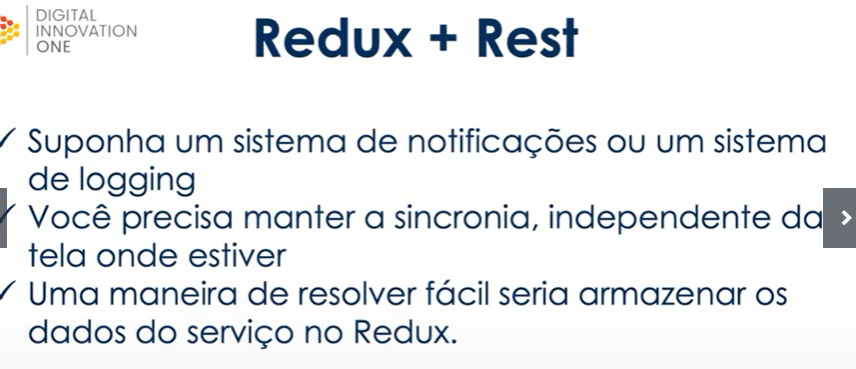 DIGITAL
INNOVATION
ONE
Redux + Rest
✓ Suponha um sistema de notificações ou um sistema
de logging
✓ Você precisa manter a sincronia, independente da
tela onde estiver
✓ Uma maneira de resolver fácil seria armazenar os
dados do serviço no Redux.